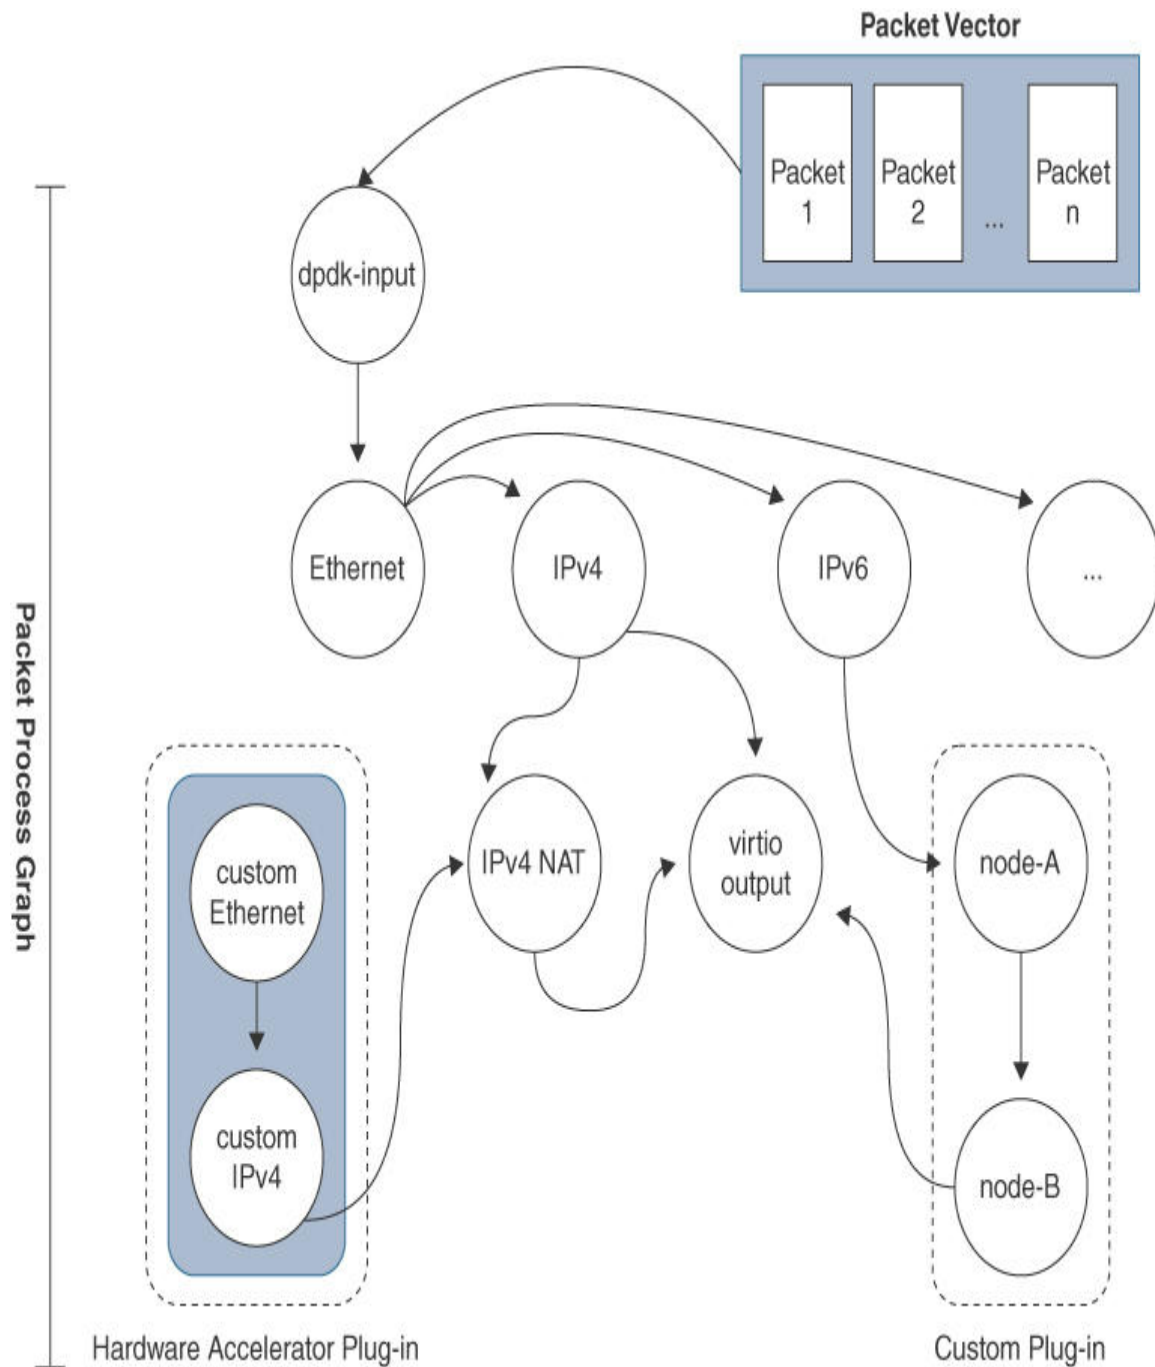 Packet Vector
Packet
1
Packet
2
...
Packet
n
dpdk-input
Ethernet
IPv4
IPv6
...
Packet Process Graph
custom
Ethernet
IPv4 NAT
virtio
output
node-A
custom
IPv4
node-B
Hardware Accelerator Plug-in
Custom Plug-in